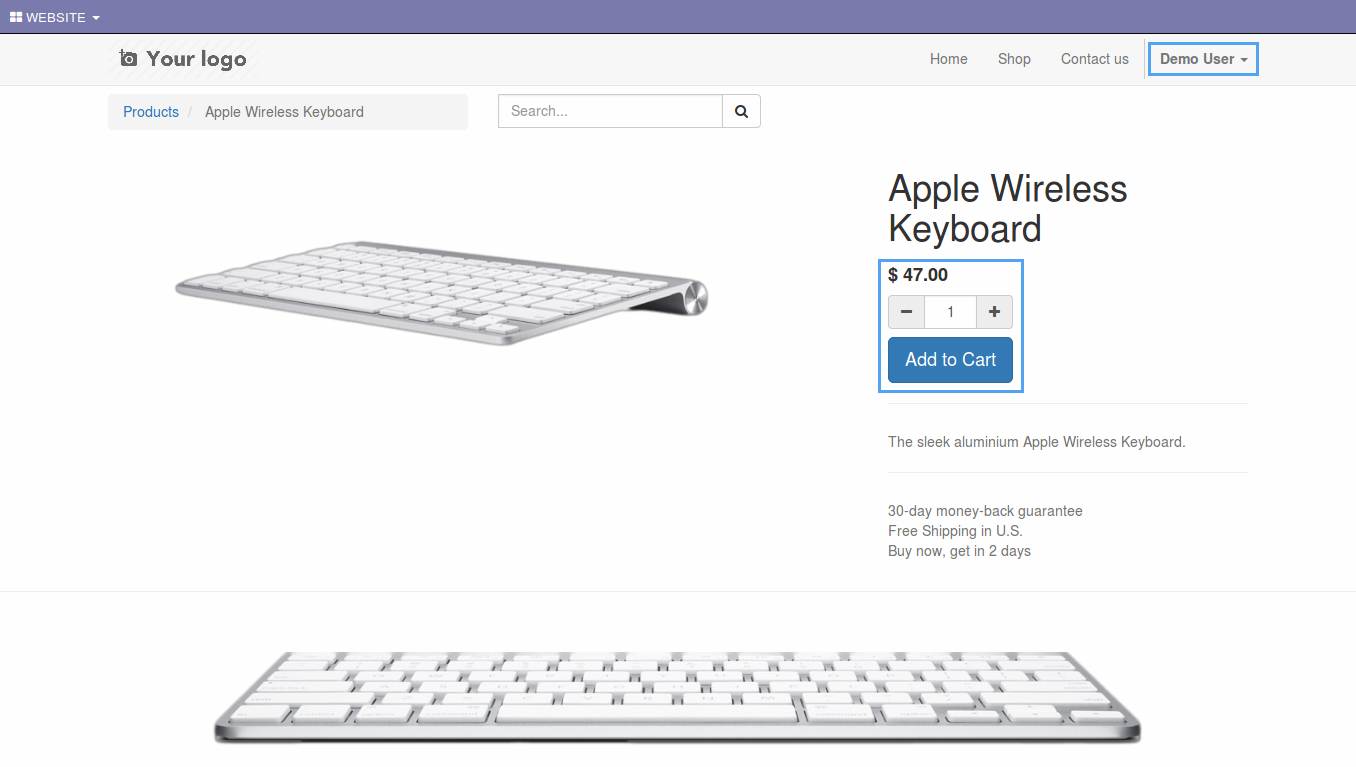 WEBSITE
Your logo
Home Shop Contact us Demo User
Products / Apple Wireless Keyboard
Search...
Apple Wireless
Keyboard
$ 47.00
1
Add to Cart
The sleek aluminium Apple Wireless Keyboard.
30-day money-back guarantee
Free Shipping in U.S.
Buy now, get in 2 days